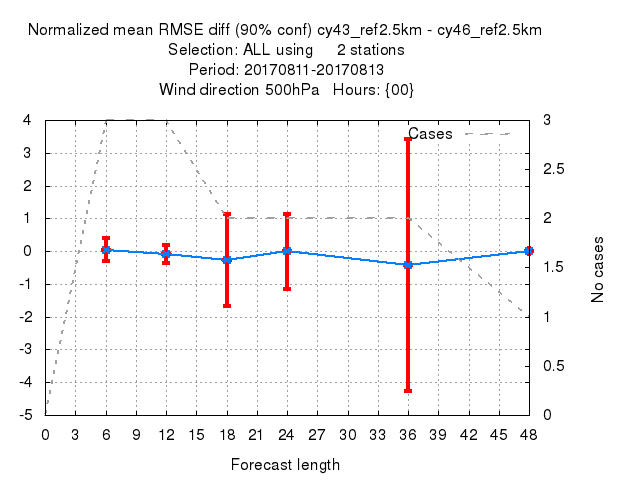 Normalized mean RMSE diff (90% conf) cy43_ref2.5km - cy46_ref2.5km
Selection: ALL using     2 stations
Period: 20170811-20170813
Wind direction 500hPa   Hours: {00}
Cases
4
3
2
1
0
-1
-2
-3
-4
-5
3
2.5
2
1.5
1
0.5
0
No cases
0 3 6 9 12 15 18 21 24 27 30 33 36 39 42 45 48
Forecast length